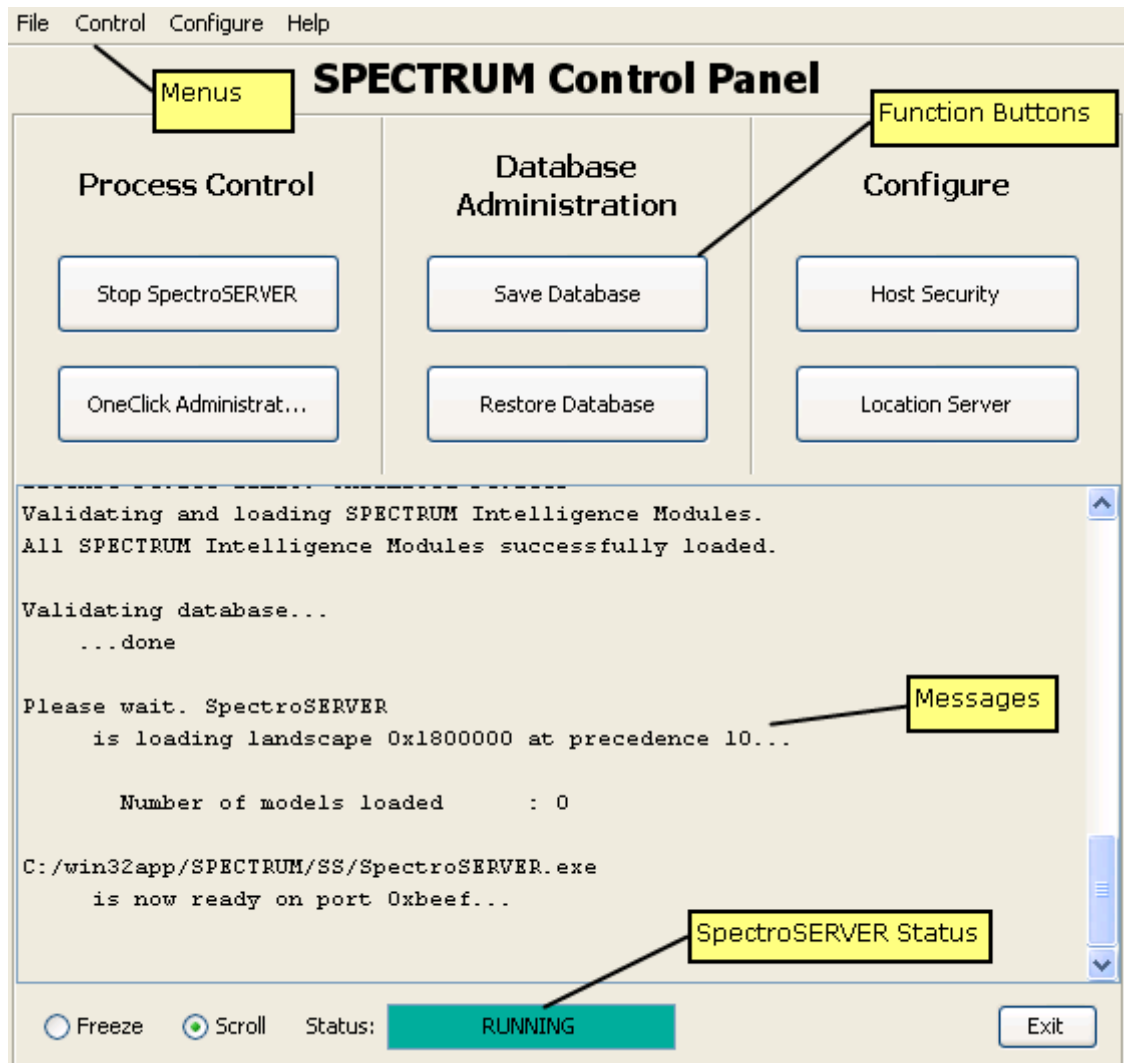 File Control Configure Help
Menus
SPECTRUM Control Panel
Function Buttons
Process Control
Database
Administration
Configure
Stop SpectroSERVER
Save Database
Host Security
OneClick Administrat...
Restore Database
Location Server
Validating and loading SPECTRUM Intelligence Modules.
All SPECTRUM Intelligence Modules successfully loaded.
Validating database...
...done
Please wait. SpectroSERVER
is loading landscape 0x1800000 at precedence 10...
Messages
Number of models loaded : 0
C:/win32app/SPECTRUM/SS/SpectroSERVER.exe
is now ready on port 0xbeef...
SpectroSERVER Status
Freeze Scroll Status: RUNNING Exit